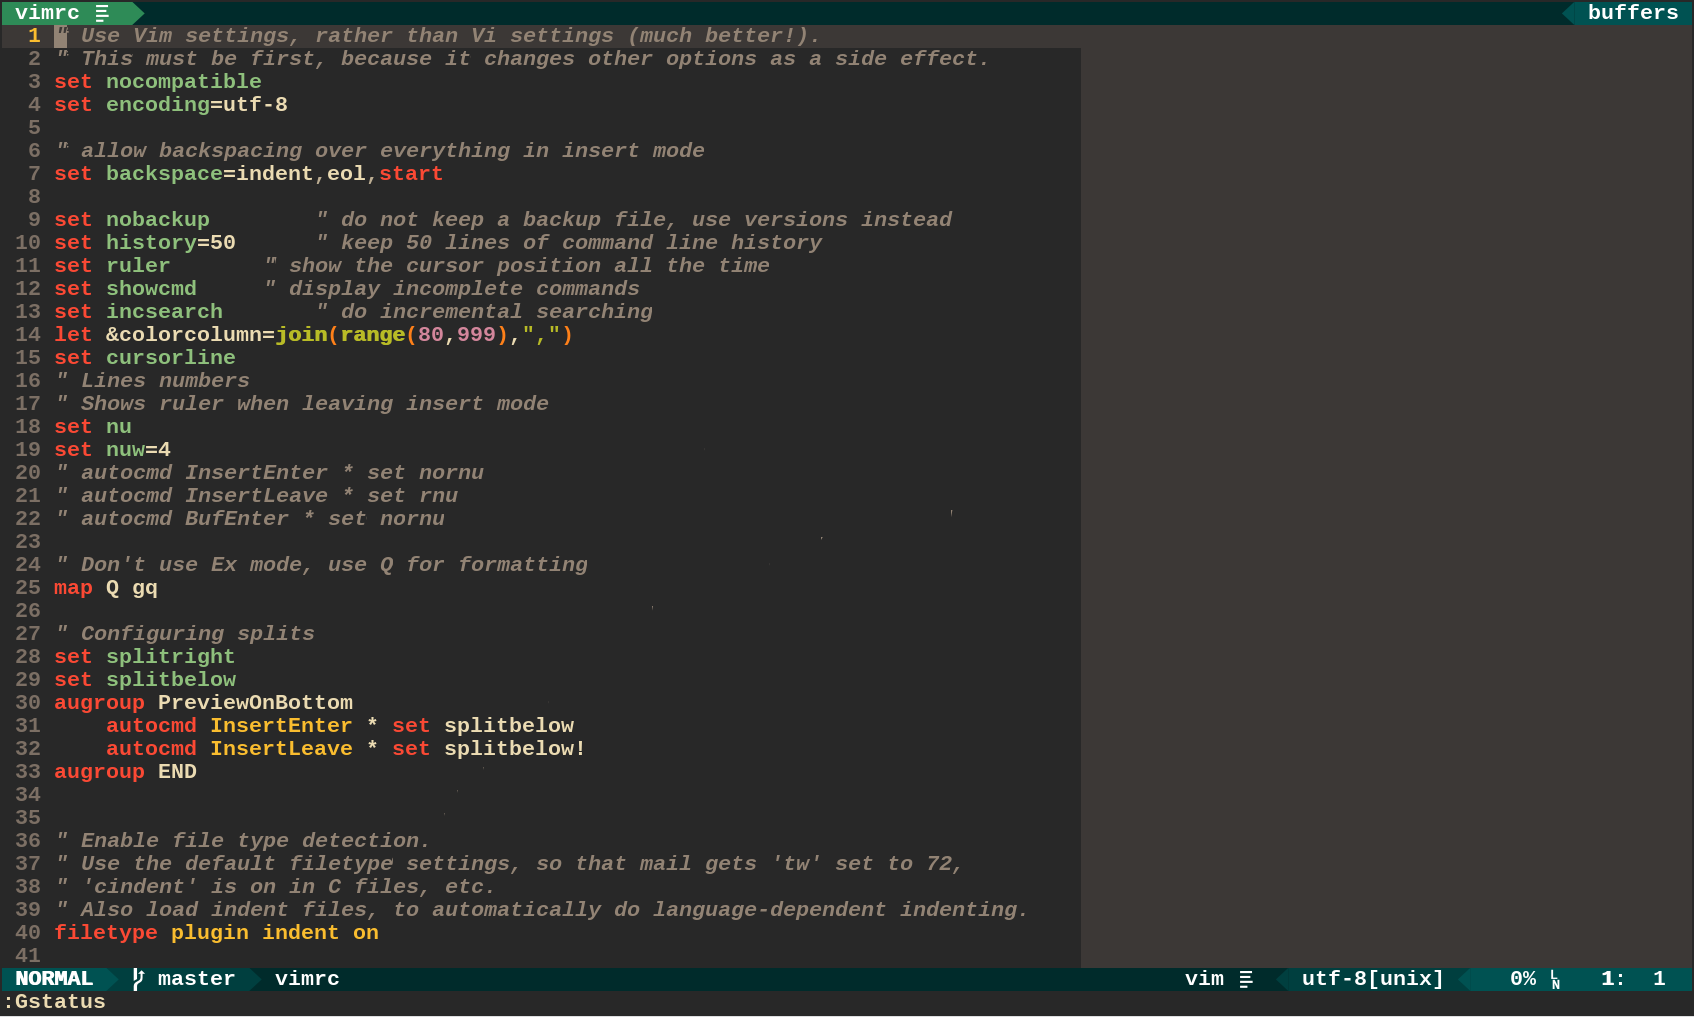 vimrc buffers
1 " Use Vim settings, rather than Vi settings (much better!).
2 " This must be first, because it changes other options as a side effect.
3 set nocompatible
4 set encoding=utf-8
5
6 " allow backspacing over everything in insert mode
7 set backspace=indent,eol,start
8
9 set nobackup " do not keep a backup file, use versions instead
10 set history=50 " keep 50 lines of command line history
11 set ruler " show the cursor position all the time
12 set showcmd " display incomplete commands
13 set incsearch " do incremental searching
14 let &colorcolumn=join(range(80,999),",")
15 set cursorline
16 " Lines numbers
17 " Shows ruler when leaving insert mode
18 set nu
19 set nuw=4
20 " autocmd InsertEnter * set nornu
21 " autocmd InsertLeave * set rnu
22 " autocmd BufEnter * set nornu
23
24 " Don't use Ex mode, use Q for formatting
25 map Q gq
26
27 " Configuring splits
28 set splitright
29 set splitbelow
30 augroup PreviewOnBottom
31 autocmd InsertEnter * set splitbelow
32 autocmd InsertLeave * set splitbelow!
33 augroup END
34
35
36 " Enable file type detection.
37 " Use the default filetype settings, so that mail gets 'tw' set to 72,
38 " 'cindent' is on in C files, etc.
39 " Also load indent files, to automatically do language-dependent indenting.
40 filetype plugin indent on
41
NORMAL master vimrc vim utf-8[unix] 0% LN 1: 1
:Gstatus